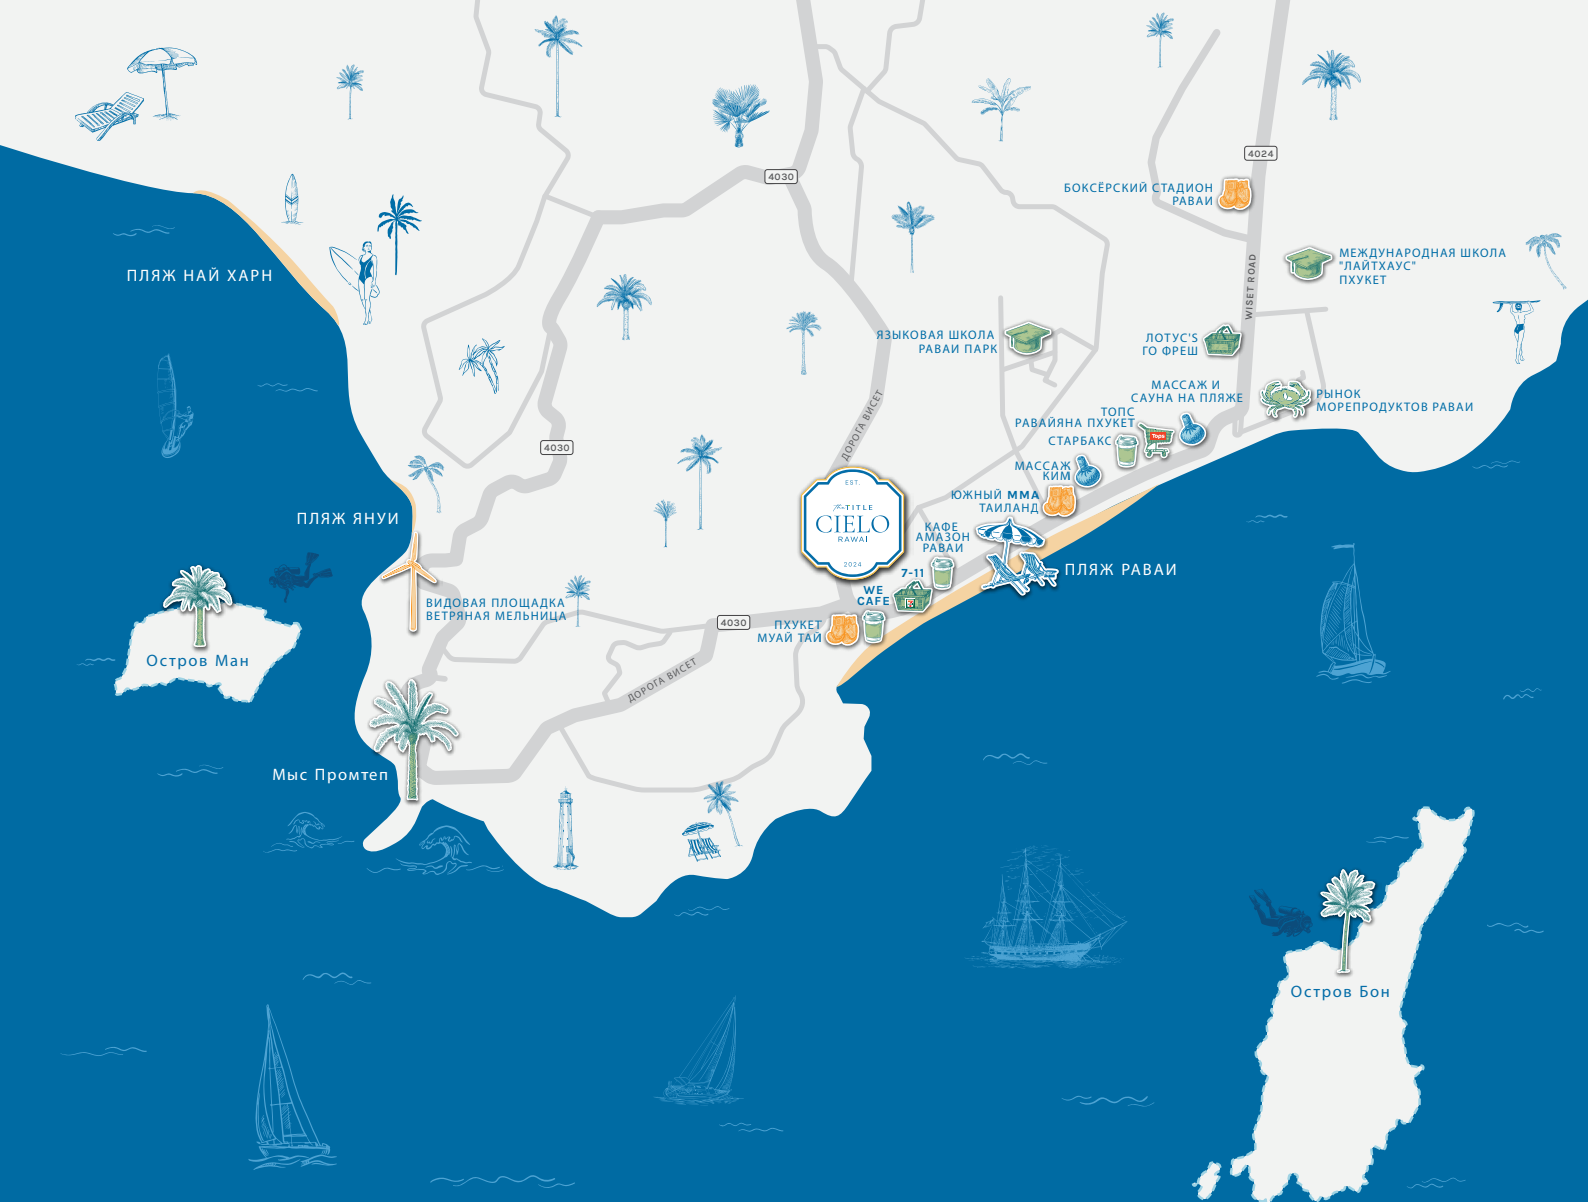 4024
4030
БОКСЁРСКИЙ СТАДИОН
РАВАИ
МЕЖДУНАРОДНАЯ ШКОЛА
"ЛАЙТХАУС"
ПХУКЕТ
WISET ROAD
ПЛЯЖ НАЙ ХАРН
ЯЗЫКОВАЯ ШКОЛА
РАВАИ ПАРК
ЛОТУС'S
ГО ФРЕШ
МАССАЖ И
САУНА НА ПЛЯЖЕ
РЫНОК
МОРЕПРОДУКТОВ РАВАИ
ТОПС
РАВАЙЯНА ПХУКЕТ
Tops
СТАРБАКС
ДОРОГА ВИСЕТ
4030
МАССАЖ
КИМ
ЮЖНЫЙ ММА
ТАИЛАНД
EST.
The TITLE
CIELO
RAWAI
2024
ПЛЯЖ ЯНУИ
КАФЕ
АМАЗОН
РАВАИ
ПЛЯЖ РАВАИ
7-11
WE
CAFE
ВИДОВАЯ ПЛОЩАДКА
ВЕТРЯНАЯ МЕЛЬНИЦА
4030
ПХУКЕТ
МУАЙ ТАЙ
Остров Ман
ДОРОГА ВИСЕТ
Мыс Промтеп
Остров Бон